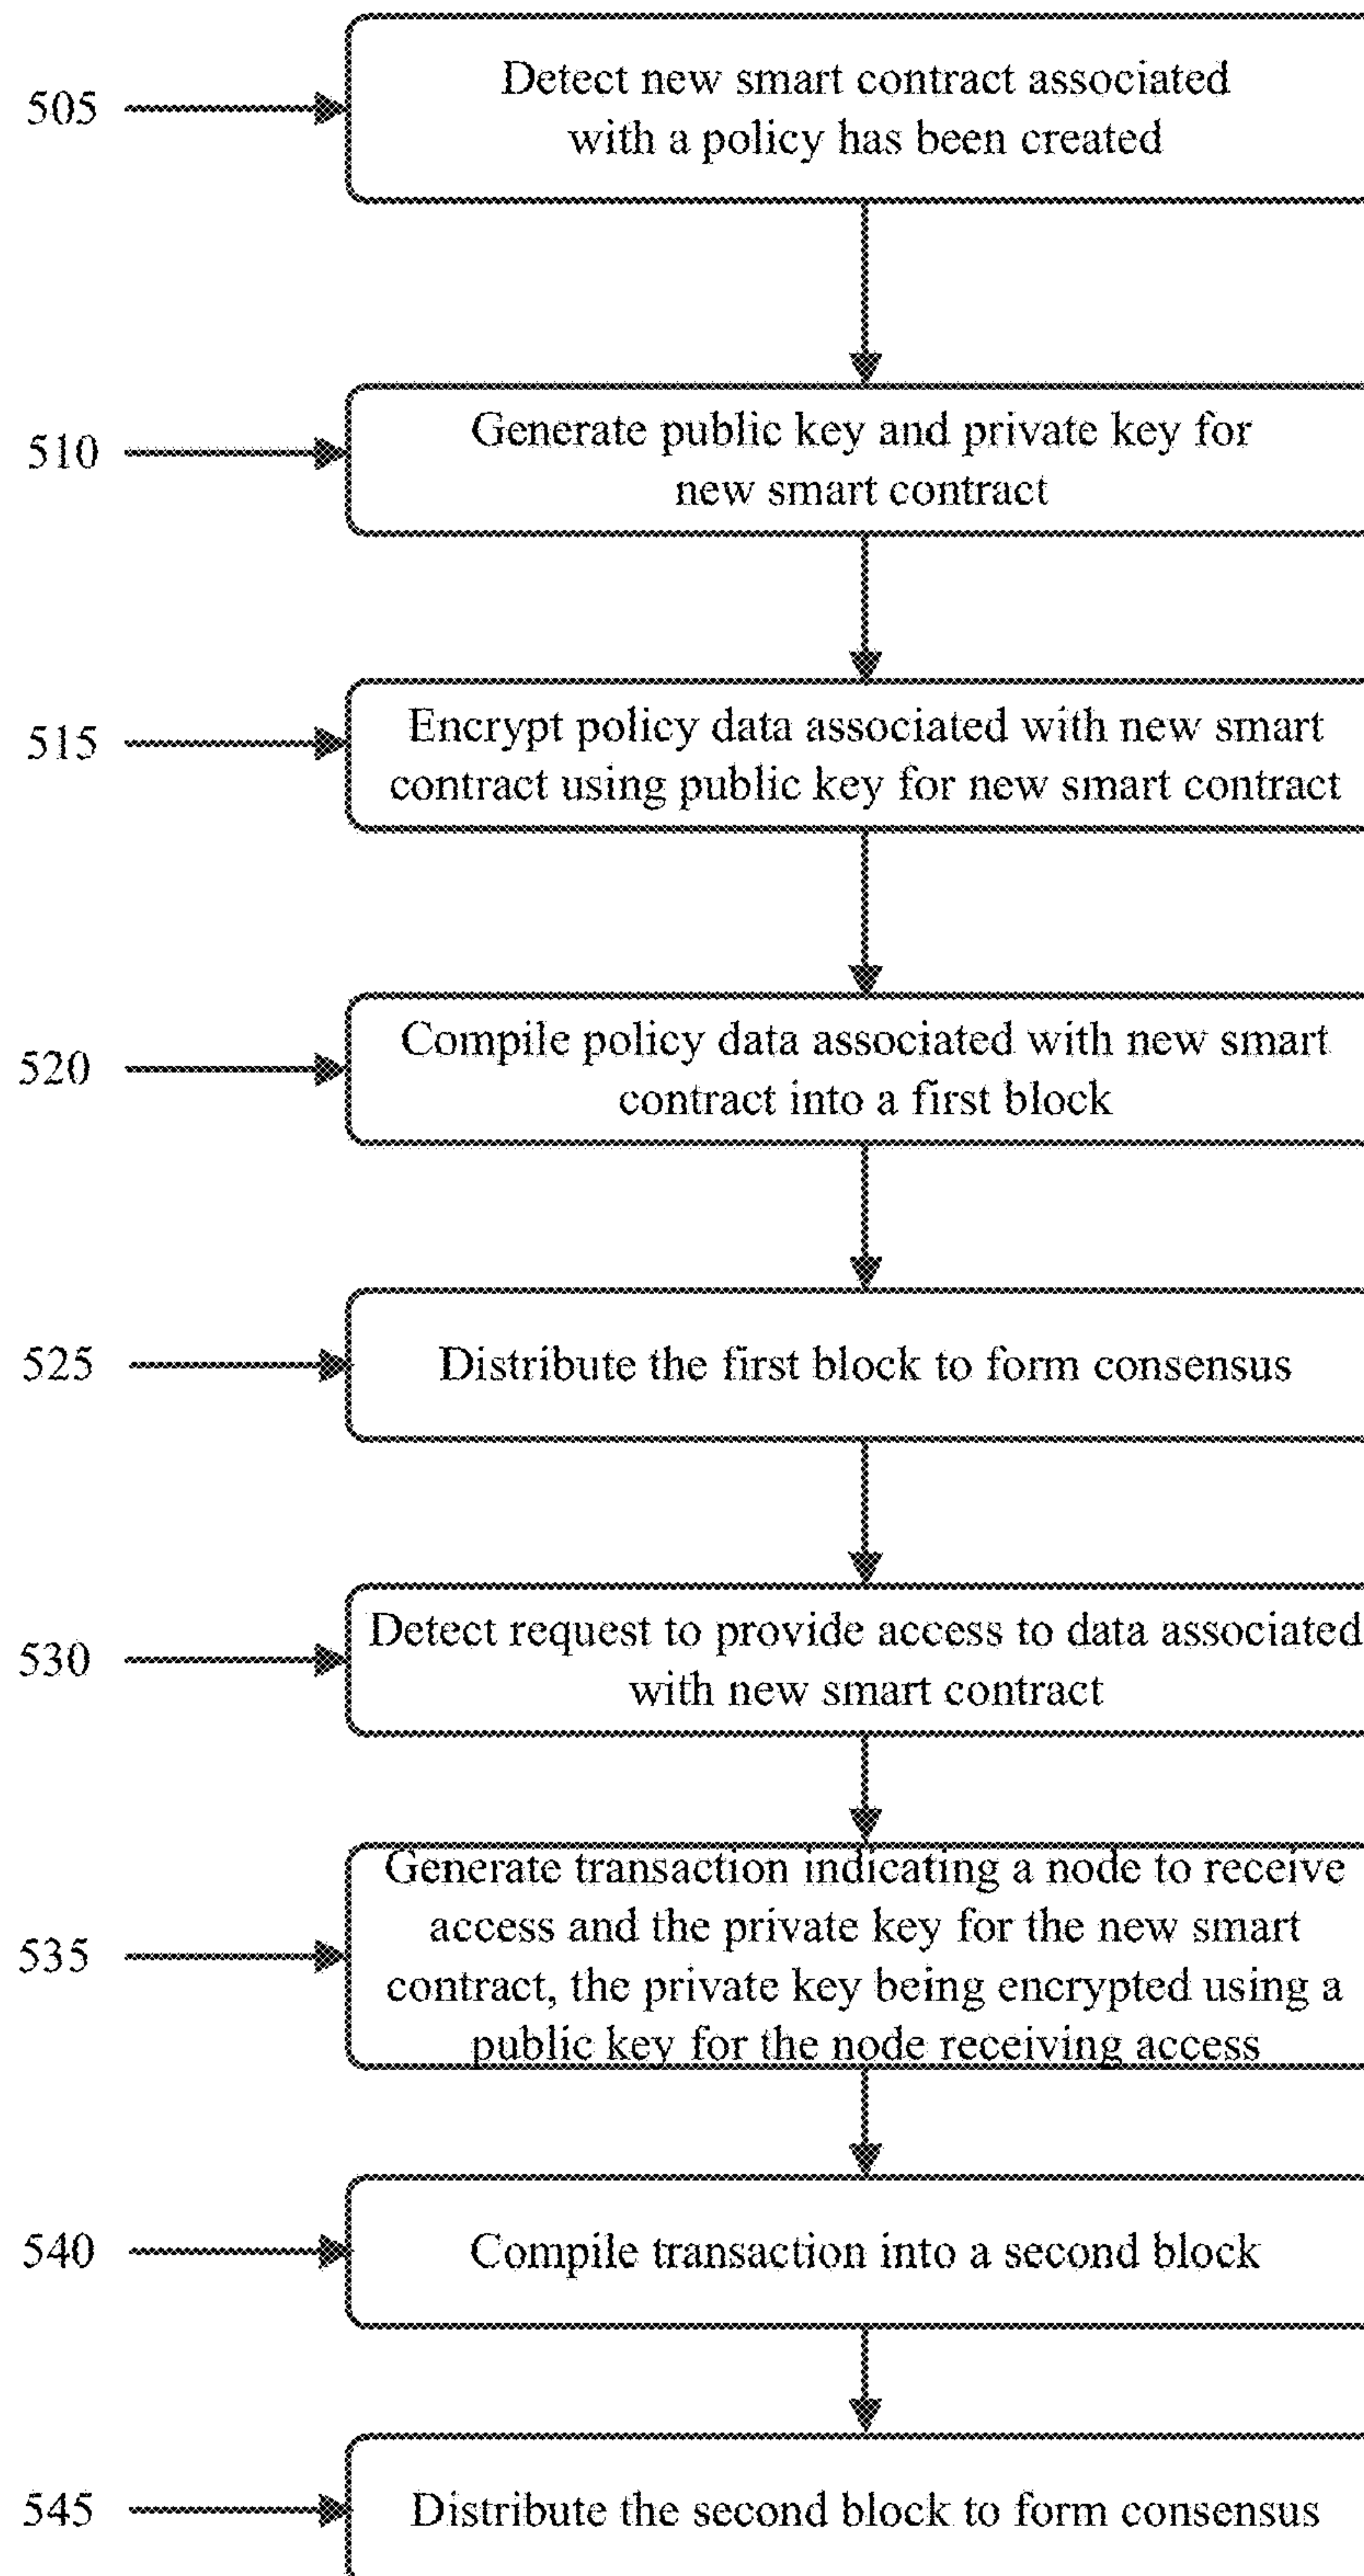 505
Detect new smart contract associated
with a policy has been created
510
Generate public key and private key for
new smart contract
515
Encrypt policy data associated with new smart
contract using public key for new smart contract
520
Compile policy data associated with new smart
contract into a first block
525
Distribute the first block to form consensus
530
Detect request to provide access to data associated
with new smart contract
535
Generate transaction indicating a node to receive
access and the private key for the new smart
contract, the private key being encrypted using a
public key for the node receiving access
540
Compile transaction into a second block
545
Distribute the second block to form consensus